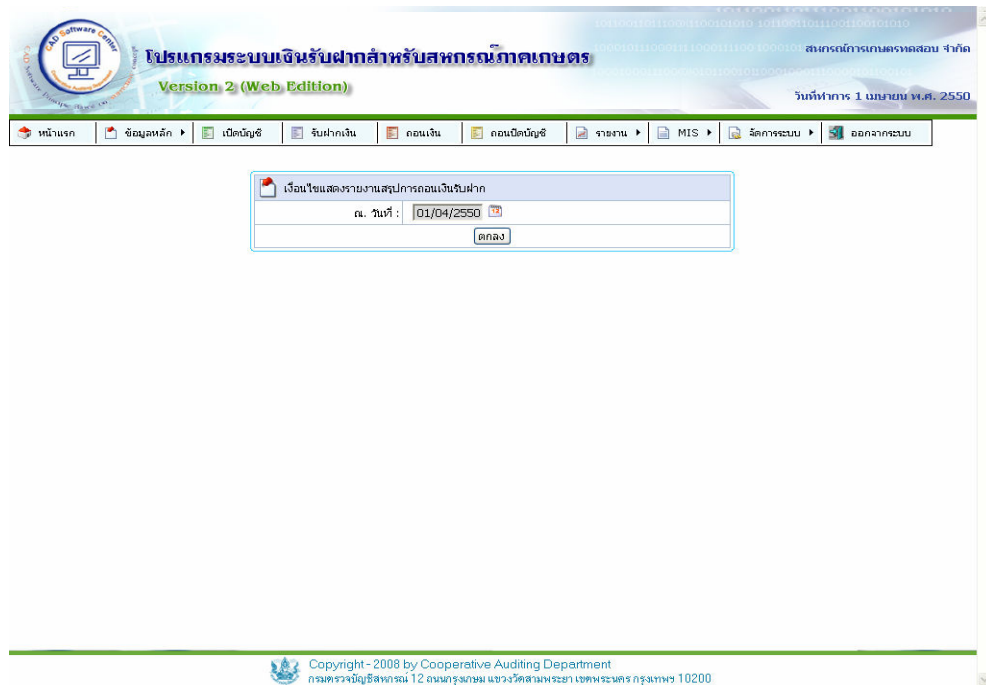 CAD Software Center
สหกรณ์การเกษตรทดสอบ จำกัด
โปรแกรมระบบเงินรับฝากสำหรับสหกรณ์ภาคเกษตร
Version 2 (Web Edition)
วันที่ทำการ 1 เมษายน พ.ศ. 2550
หน้าแรก ข้อมูลหลัก เปิดบัญชี รับฝากเงิน ถอนเงิน ถอนปิดบัญชี รายงาน MIS จัดการระบบ ออกจากระบบ
เงื่อนไขแสดงรายงานสรุปการถอนเงินรับฝาก
ณ. วันที่ : 01/04/2550
ตกลง
Copyright - 2008 by Cooperative Auditing Department
กรมตรวจบัญชีสหกรณ์ 12 ถนนกรุงเกษม แขวงวัดสามพระยา เขตพระนคร กรุงเทพฯ 10200